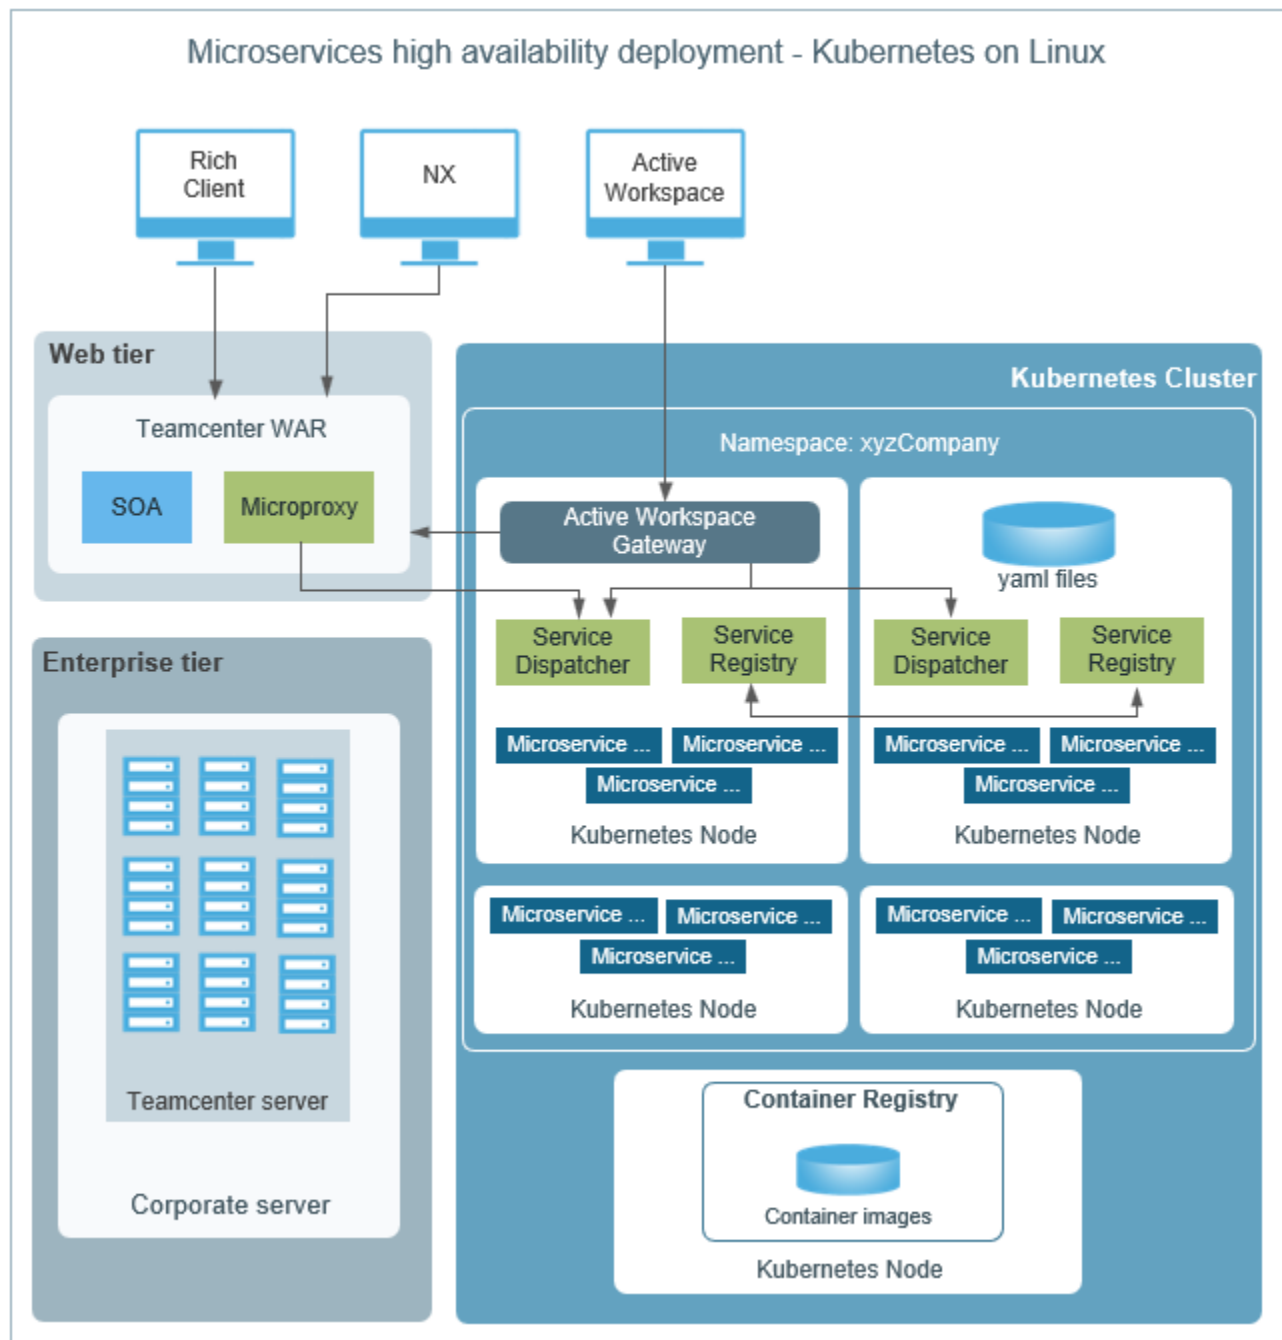 Microservices high availability deployment - Kubernetes on Linux
Rich
Client
NX
Active
Workspace
Web tier
Teamcenter WAR
SOA
Microproxy
Enterprise tier
Teamcenter server
Corporate server
Kubernetes Cluster
Namespace: xyzCompany
Active Workspace
Gateway
Service
Dispatcher
Service
Registry
Microservice ...
Microservice ...
Microservice ...
Kubernetes Node
yaml files
Service
Dispatcher
Service
Registry
Microservice ...
Microservice ...
Microservice ...
Kubernetes Node
Microservice ...
Microservice ...
Microservice ...
Kubernetes Node
Microservice ...
Microservice ...
Microservice ...
Kubernetes Node
Container Registry
Container images
Kubernetes Node